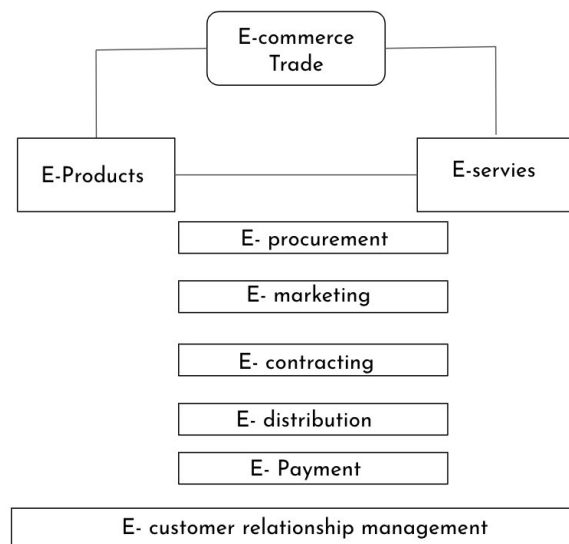 E-commerce
Trade
E-Products
E-servies
E- procurement
E- marketing
E- contracting
E- distribution
E- Payment
E- customer relationship management